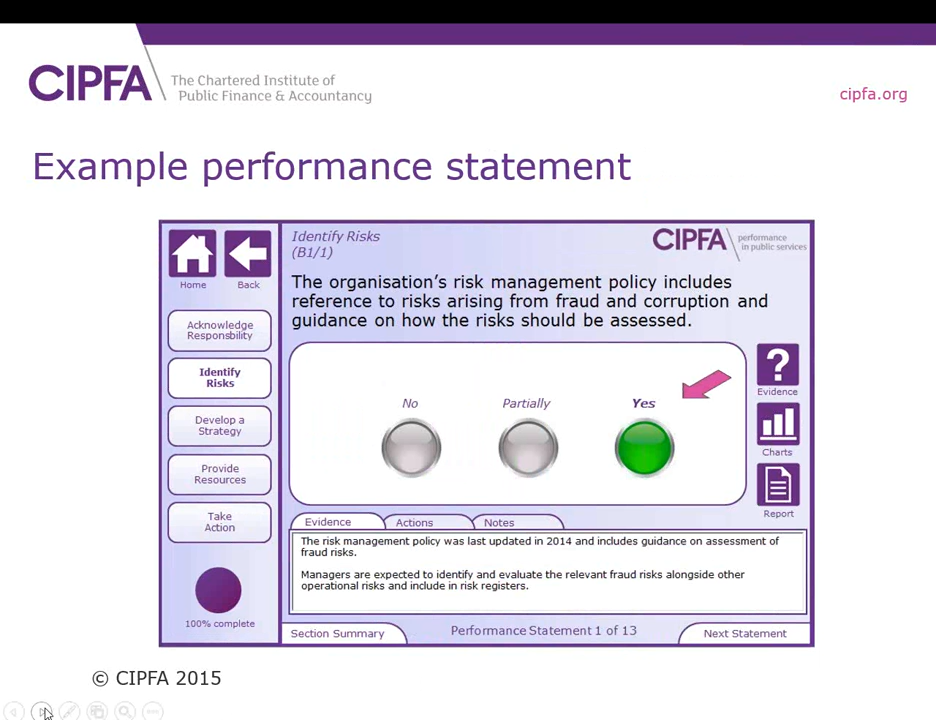 CIPFA
The Chartered Institute of
Public Finance & Accountancy
cipfa.org
Example performance statement
Home
Back
Acknowledge
Responsbility
Identify
Risks
Develop a
Strategy
Provide
Resources
Take
Action
100% complete
Identify Risks
(B1/1)
CIPFA
performance
in public services
The organisation's risk management policy includes
reference to risks arising from fraud and corruption and
guidance on how the risks should be assessed.
No
Partially
Yes
?
Evidence
Charts
Report
Evidence
Actions
Notes
The risk management policy was last updated in 2014 and includes guidance on assessment of
fraud risks.
Managers are expected to identify and evaluate the relevant fraud risks alongside other
operational risks and include in risk registers.
Section Summary
Performance Statement 1 of 13
Next Statement
© CIPFA 2015